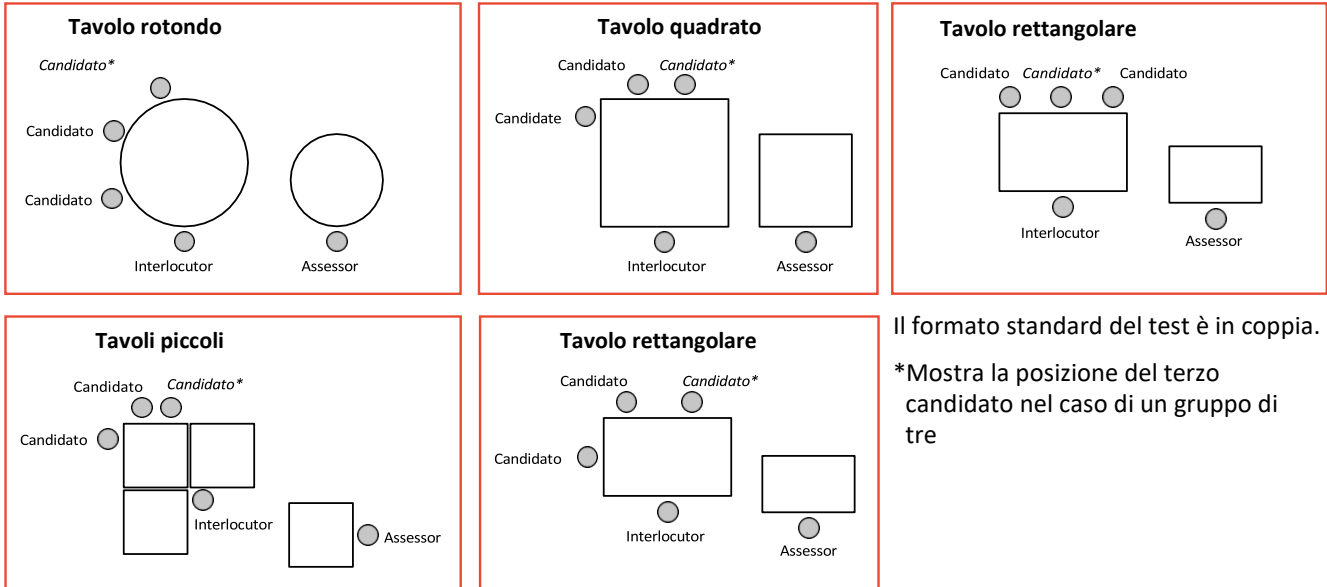 Tavolo rotondo
Candidato*
Candidato
Candidato
Interlocutor
Assessor
Tavolo quadrato
Candidato
Candidato*
Candidate
Interlocutor
Assessor
Tavolo rettangolare
Candidato
Candidato*
Candidato
Interlocutor
Assessor
Tavoli piccoli
Candidato
Candidato*
Candidato
Interlocutor
Assessor
Tavolo rettangolare
Candidato
Candidato*
Candidato
Interlocutor
Assessor
Il formato standard del test è in coppia.
*Mostra la posizione del terzo
candidato nel caso di un gruppo di
tre